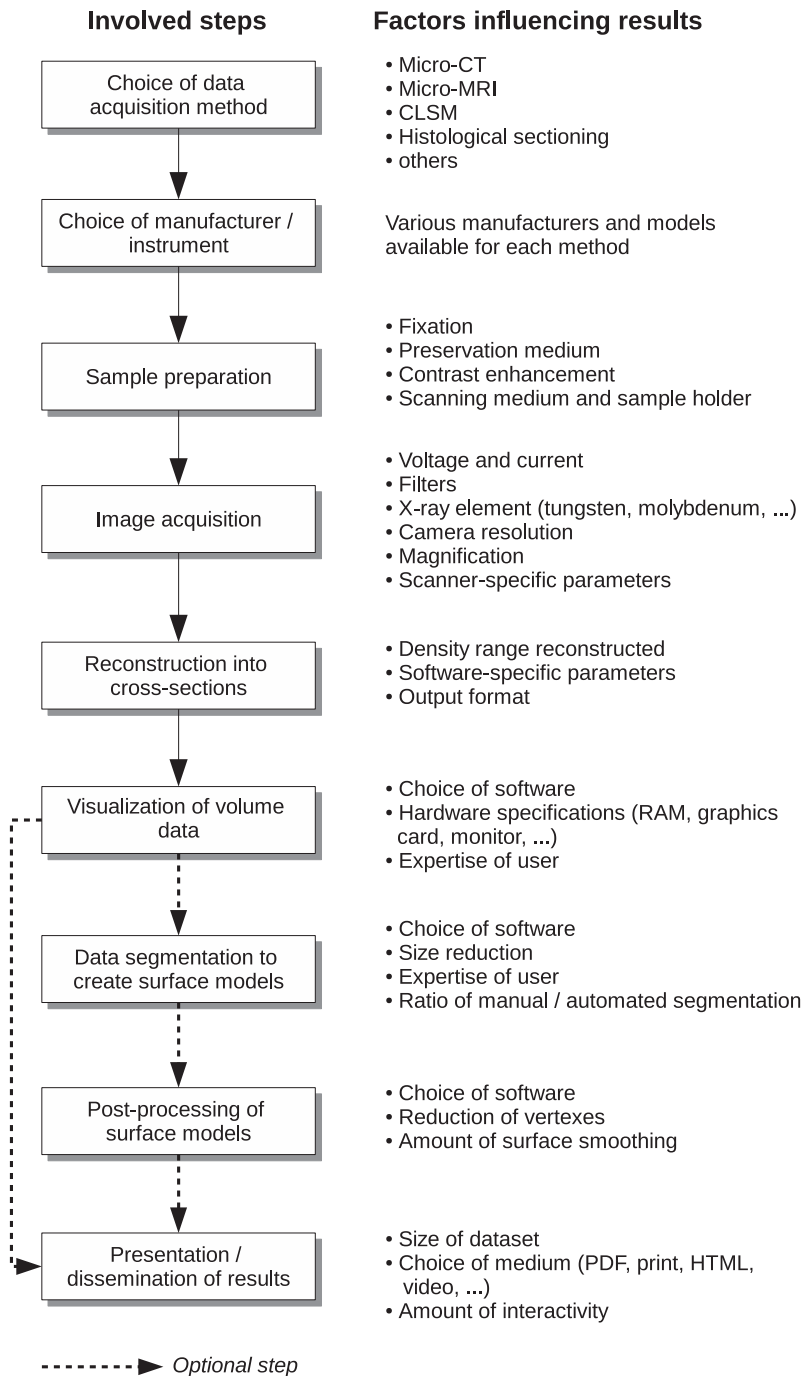 Involved steps
Factors influencing results
Choice of data
acquisition method
• Micro-CT
• Micro-MRI
• CLSM
• Histological sectioning
• others
Choice of manufacturer /
instrument
Various manufacturers and models
available for each method
Sample preparation
• Fixation
• Preservation medium
• Contrast enhancement
• Scanning medium and sample holder
Image acquisition
• Voltage and current
• Filters
• X-ray element (tungsten, molybdenum, ...)
• Camera resolution
• Magnification
• Scanner-specific parameters
Reconstruction into
cross-sections
• Density range reconstructed
• Software-specific parameters
• Output format
Visualization of volume
data
• Choice of software
• Hardware specifications (RAM, graphics
card, monitor, ...)
• Expertise of user
Data segmentation to
create surface models
• Choice of software
• Size reduction
• Expertise of user
• Ratio of manual / automated segmentation
Post-processing of
surface models
• Choice of software
• Reduction of vertexes
• Amount of surface smoothing
Presentation /
dissemination of results
• Size of dataset
• Choice of medium (PDF, print, HTML,
video, ...)
• Amount of interactivity
Optional step